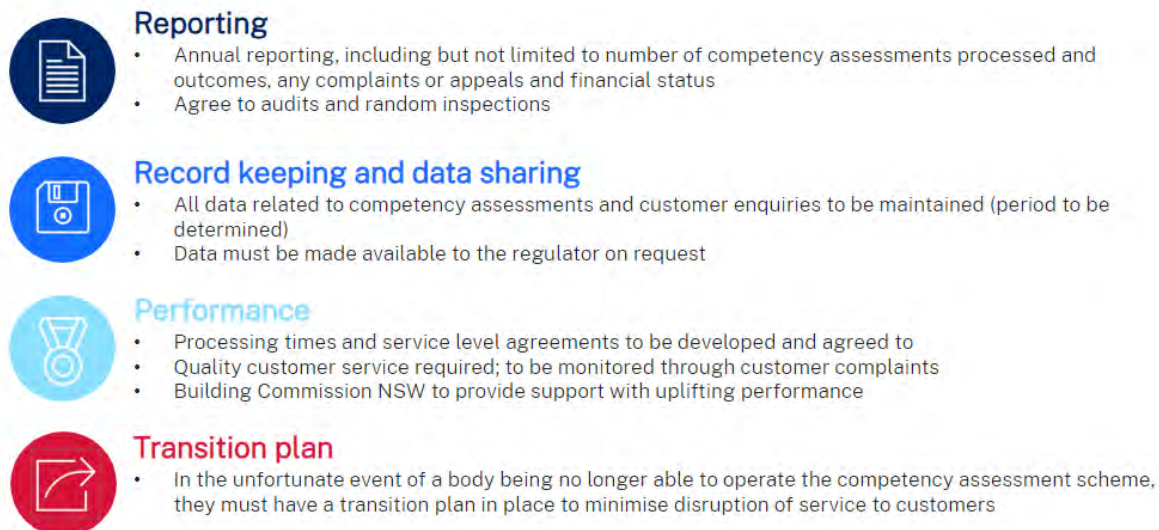 Reporting
• Annual reporting, including but not limited to number of competency assessments processed and
outcomes, any complaints or appeals and financial status
• Agree to audits and random inspections
Record keeping and data sharing
• All data related to competency assessments and customer enquiries to be maintained (period to be
determined)
• Data must be made available to the regulator on request
Performance
• Processing times and service level agreements to be developed and agreed to
• Quality customer service required; to be monitored through customer complaints
• Building Commission NSW to provide support with uplifting performance
Transition plan
• In the unfortunate event of a body being no longer able to operate the competency assessment scheme,
they must have a transition plan in place to minimise disruption of service to customers